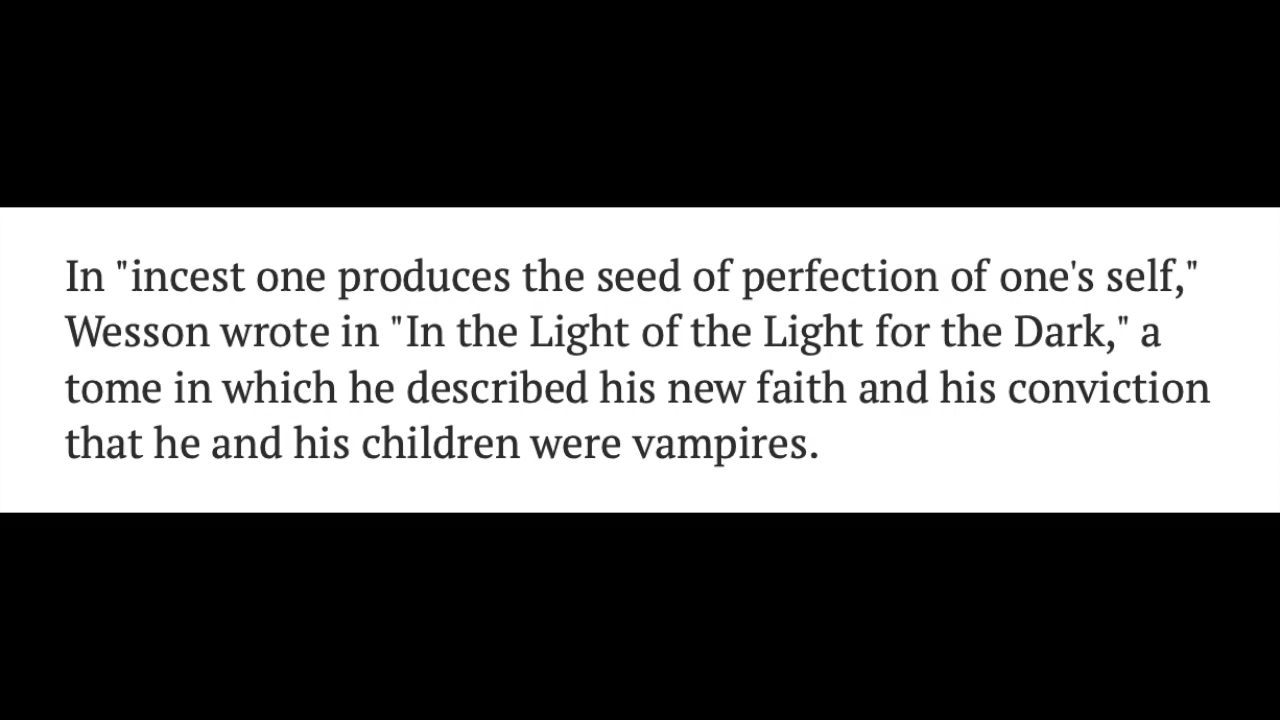 In "incest one produces the seed of perfection of one's self,"
Wesson wrote in "In the Light of the Light for the Dark," a
tome in which he described his new faith and his conviction
that he and his children were vampires.